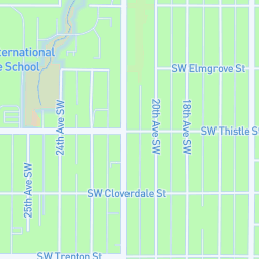 nternational
e School
SW Elmgrove St
24th Ave SW
20th Ave SW
18th Ave SW
SW Thistle St
25th Ave SW
SW Cloverdale St
SW Trenton St